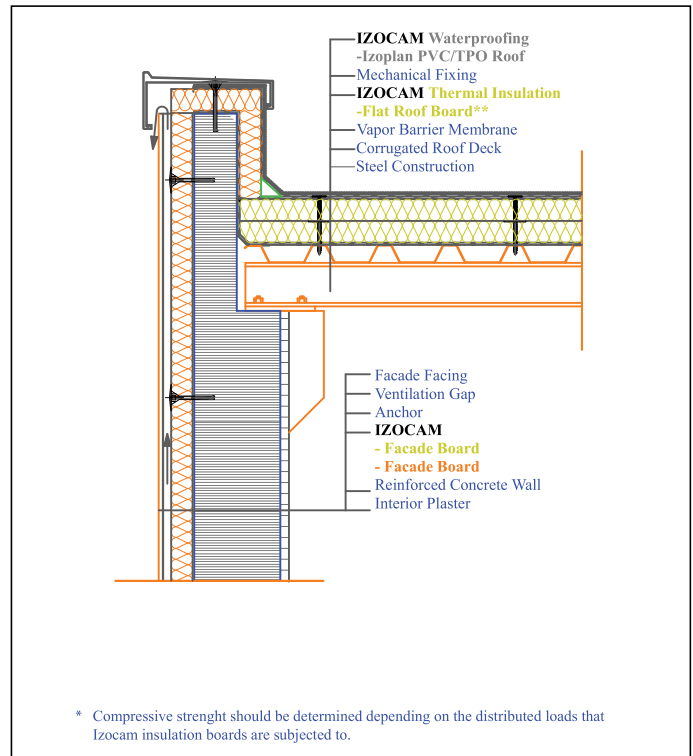 IZOCAM Waterproofing
-Izoplan PVC/TPO Roof
Mechanical Fixing
IZOCAM Thermal Insulation
-Flat Roof Board**
Vapor Barrier Membrane
Corrugated Roof Deck
Steel Construction
Facade Facing
Ventilation Gap
Anchor
IZOCAM
- Facade Board
- Facade Board
Reinforced Concrete Wall
Interior Plaster
* Compressive strenght should be determined depending on the distributed loads that
Izocam insulation boards are subjected to.